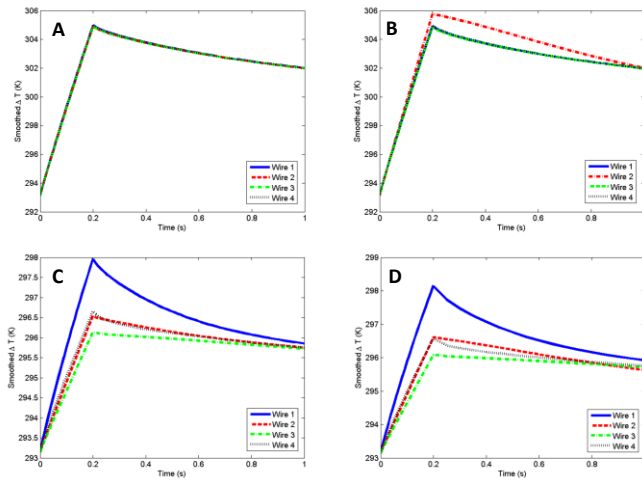 A
Smoothed Δ T (K)
306
304
302
300
298
296
294
292
Wire 1
Wire 2
Wire 3
Wire 4
0 0.2 0.4 0.6 0.8 1
Time (s)
B
Smoothed Δ T (K)
306
304
302
300
298
296
294
292
Wire 1
Wire 2
Wire 3
Wire 4
0 0.2 0.4 0.6 0.8
Time (s)
C
Smoothed Δ T (K)
298
297.5
297
296.5
296
295.5
295
294.5
294
293.5
293
Wire 1
Wire 2
Wire 3
Wire 4
0 0.2 0.4 0.6 0.8 1
Time (s)
D
Smoothed Δ T (K)
299
298
297
296
295
294
293
Wire 1
Wire 2
Wire 3
Wire 4
0 0.2 0.4 0.6 0.8
Time (s)